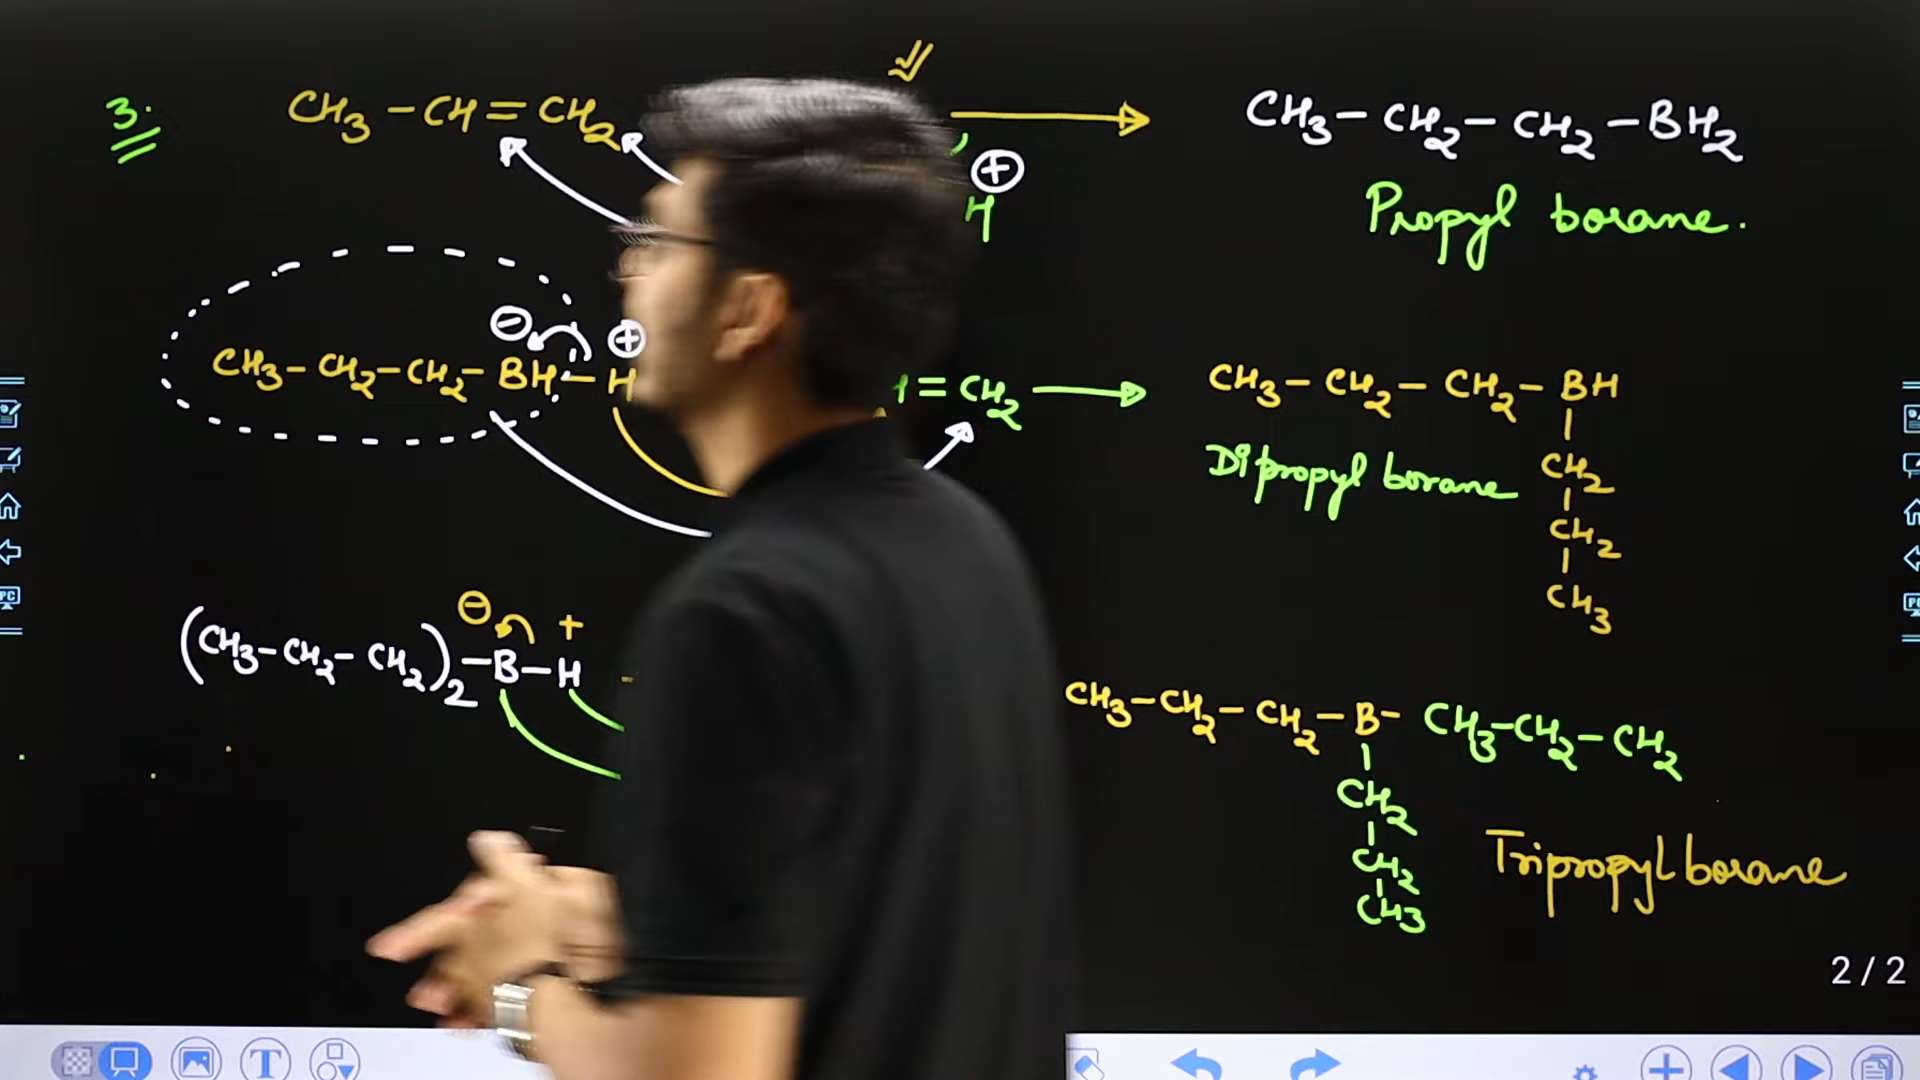 3. CH₃ – CH = CH₂ ⟶ CH₃ – CH₂ – CH₂ – BH₂
⊕
H
Propyl borane.
⊖ ⊕
CH₃ – CH₂ – CH₂ – BH – H = CH₂ ⟶ CH₃ – CH₂ – CH₂ – BH
|
CH₂
|
CH₂
|
CH₃
Dipropyl borane
⊖ +
(CH₃ – CH₂ – CH₂)₂ – B – H
CH₃ – CH₂ – CH₂ – B – CH₃ – CH₂ – CH₂
|
CH₂
|
CH₂
|
CH3
Tripropyl borane
2 / 2
T
PC